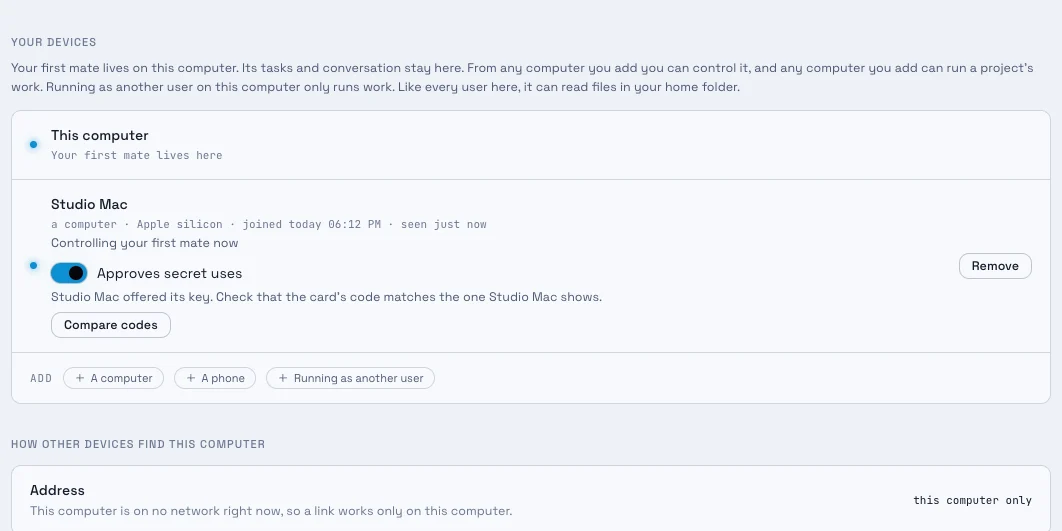 YOUR DEVICES
Your first mate lives on this computer. Its tasks and conversation stay here. From any computer you add you can control it, and any computer you add can run a project's
work. Running as another user on this computer only runs work. Like every user here, it can read files in your home folder.
This computer
Your first mate lives here
Studio Mac
a computer · Apple silicon · joined today 06:12 PM · seen just now
Controlling your first mate now
Approves secret uses
Remove
Studio Mac offered its key. Check that the card's code matches the one Studio Mac shows.
Compare codes
ADD + A computer + A phone + Running as another user
HOW OTHER DEVICES FIND THIS COMPUTER
Address
this computer only
This computer is on no network right now, so a link works only on this computer.